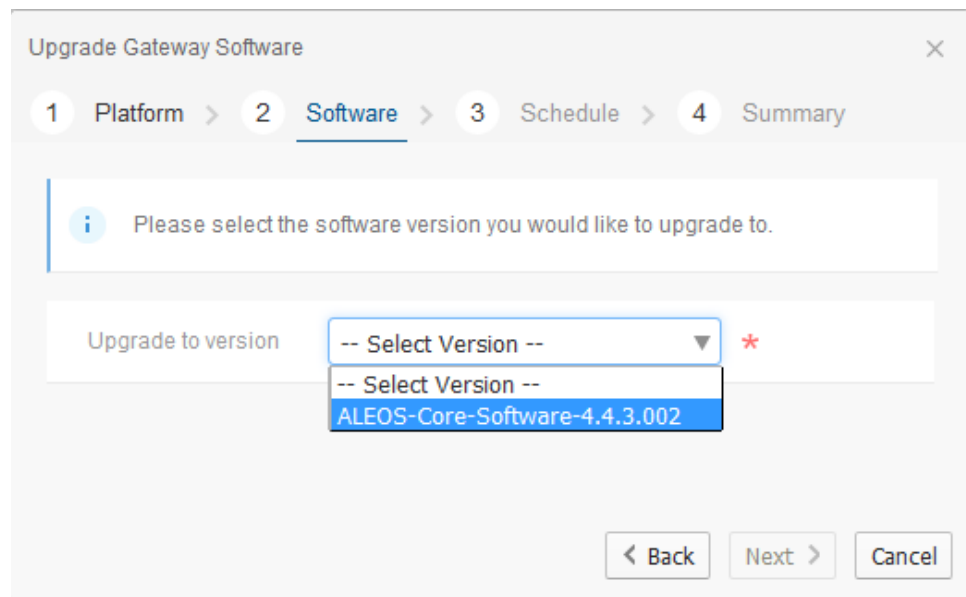 Upgrade Gateway Software
1 Platform > 2 Software > 3 Schedule > 4 Summary
i Please select the software version you would like to upgrade to.
Upgrade to version -- Select Version -- *
-- Select Version --
ALEOS-Core-Software-4.4.3.002
< Back Next > Cancel